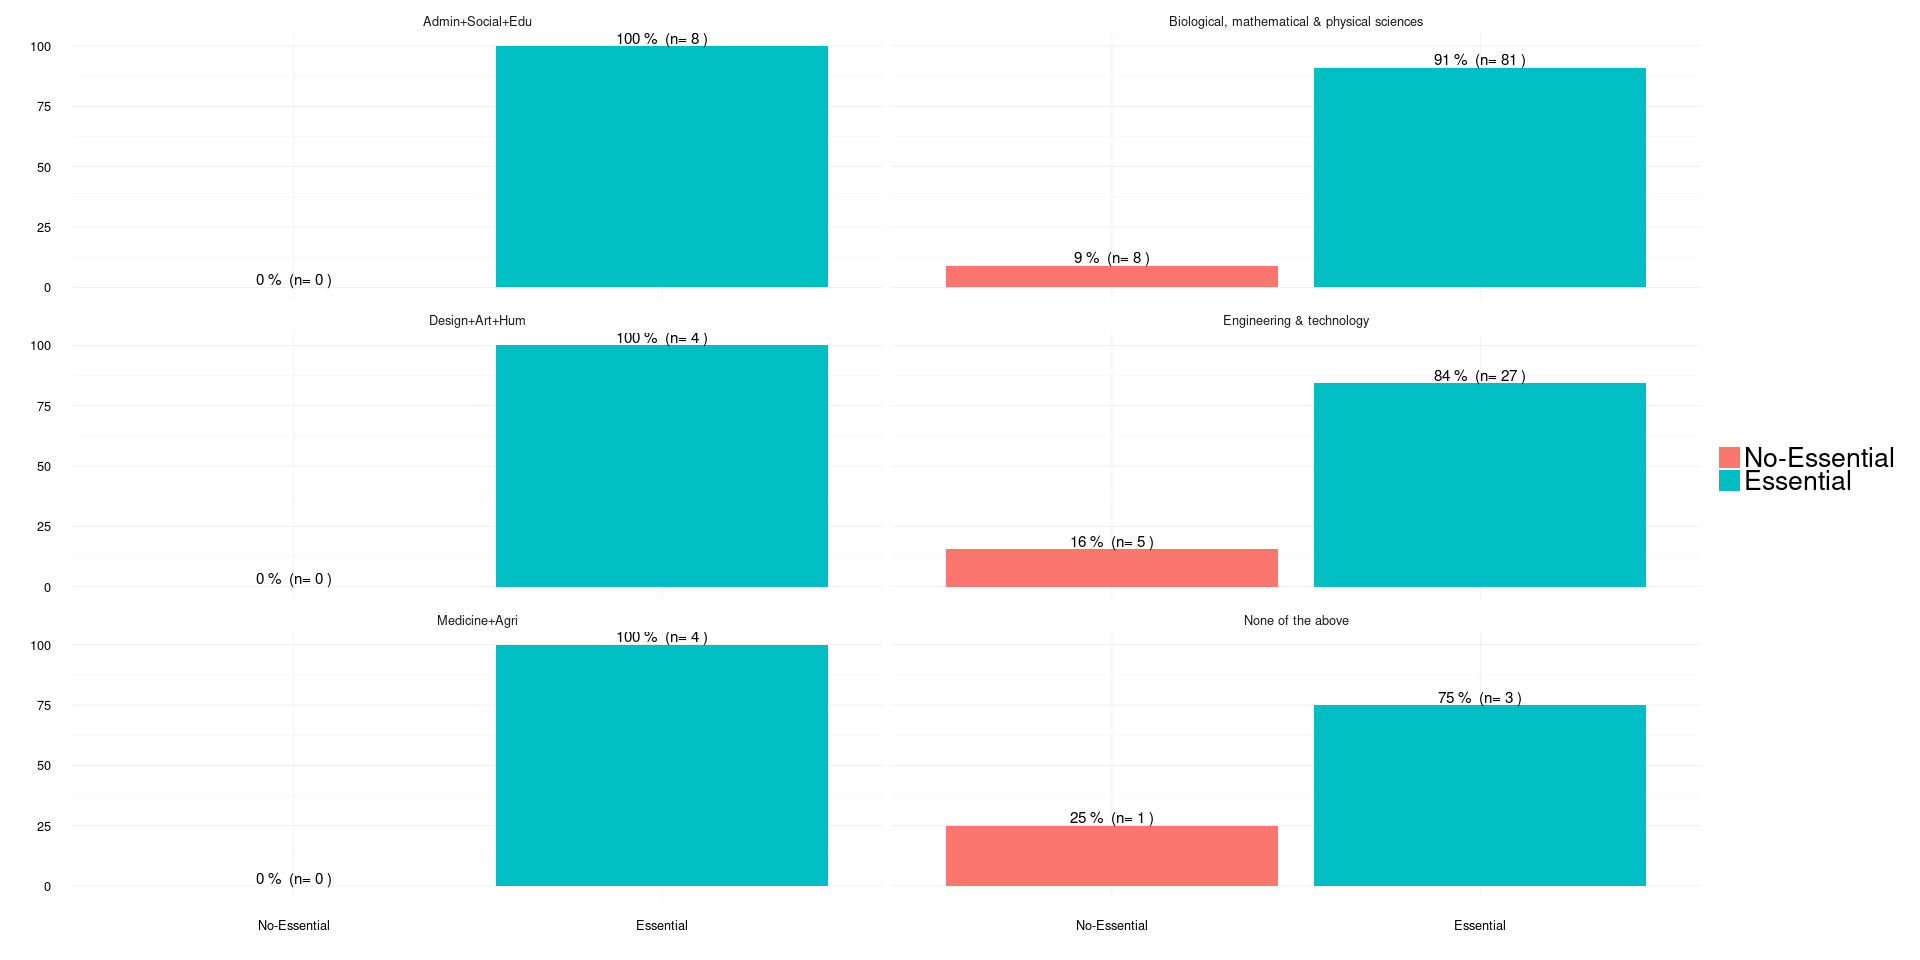 Admin+Social+Edu
Biological, mathematical & physical sciences
100
75
50
25
0
0 % (n= 0 )
100 % (n= 8 )
9 % (n= 8 )
91 % (n= 81 )
Design+Art+Hum
Engineering & technology
100
75
50
25
0
0 % (n= 0 )
100 % (n= 4 )
16 % (n= 5 )
84 % (n= 27 )
Medicine+Agri
None of the above
100
75
50
25
0
0 % (n= 0 )
100 % (n= 4 )
25 % (n= 1 )
75 % (n= 3 )
No-Essential
Essential
No-Essential
Essential
No-Essential
Essential